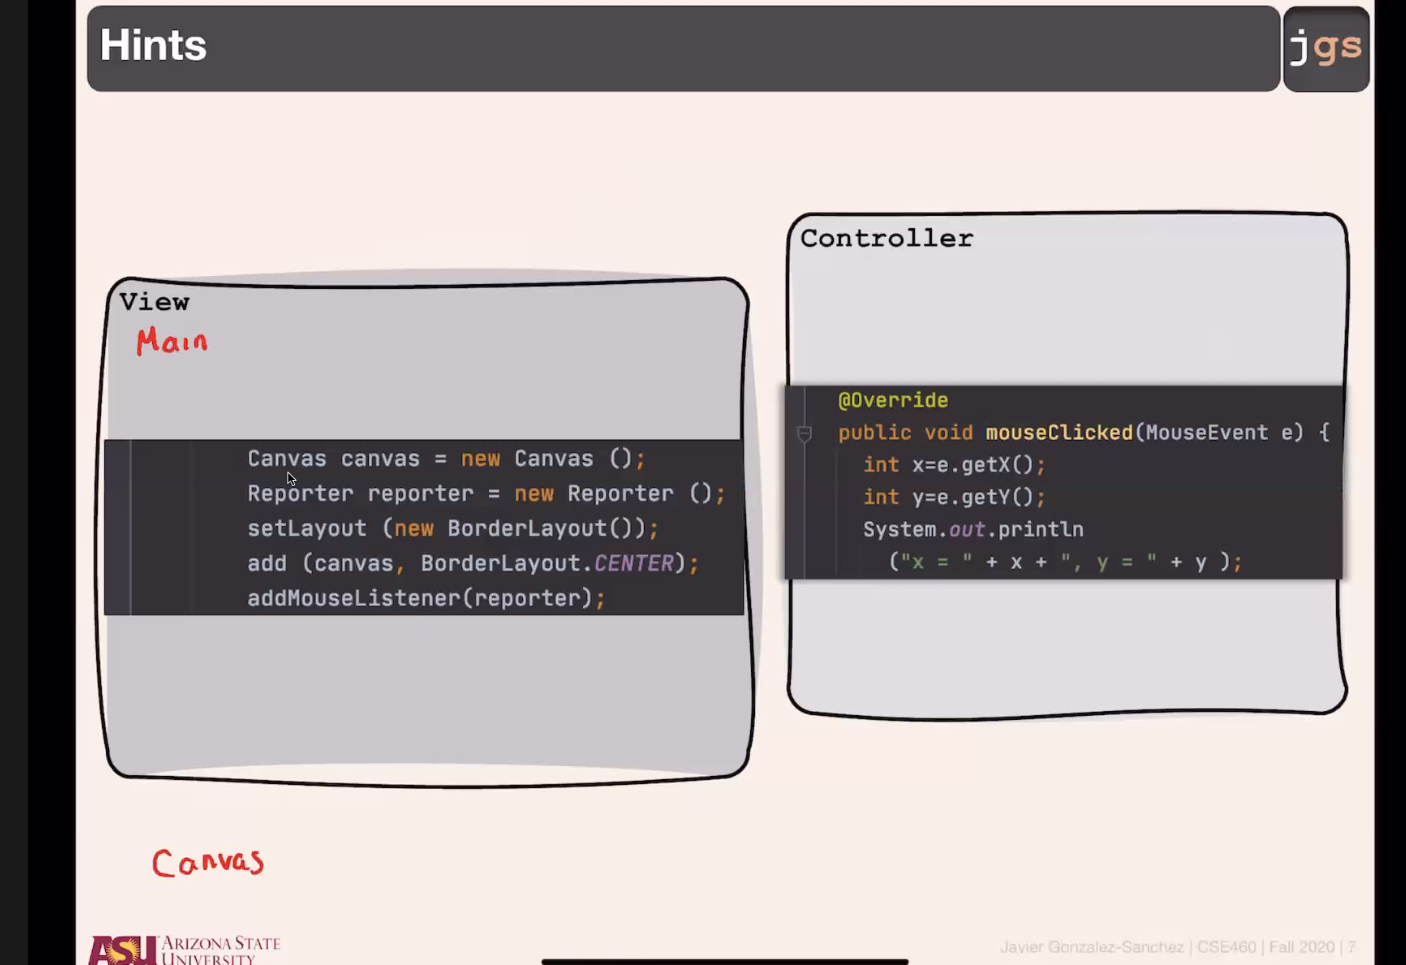 Hints
jgs
View
Main
Canvas canvas = new Canvas ();
Reporter reporter = new Reporter ();
setLayout (new BorderLayout());
add (canvas, BorderLayout.CENTER);
addMouseListener(reporter);
Controller
@Override
public void mouseClicked(MouseEvent e) {
int x=e.getX();
int y=e.getY();
System.out.println
("x = " + x + ", y = " + y );
Canvas
ASU ARIZONA STATE
UNIVERSITY
Javier Gonzalez-Sanchez | CSE460 | Fall 2020 | 7